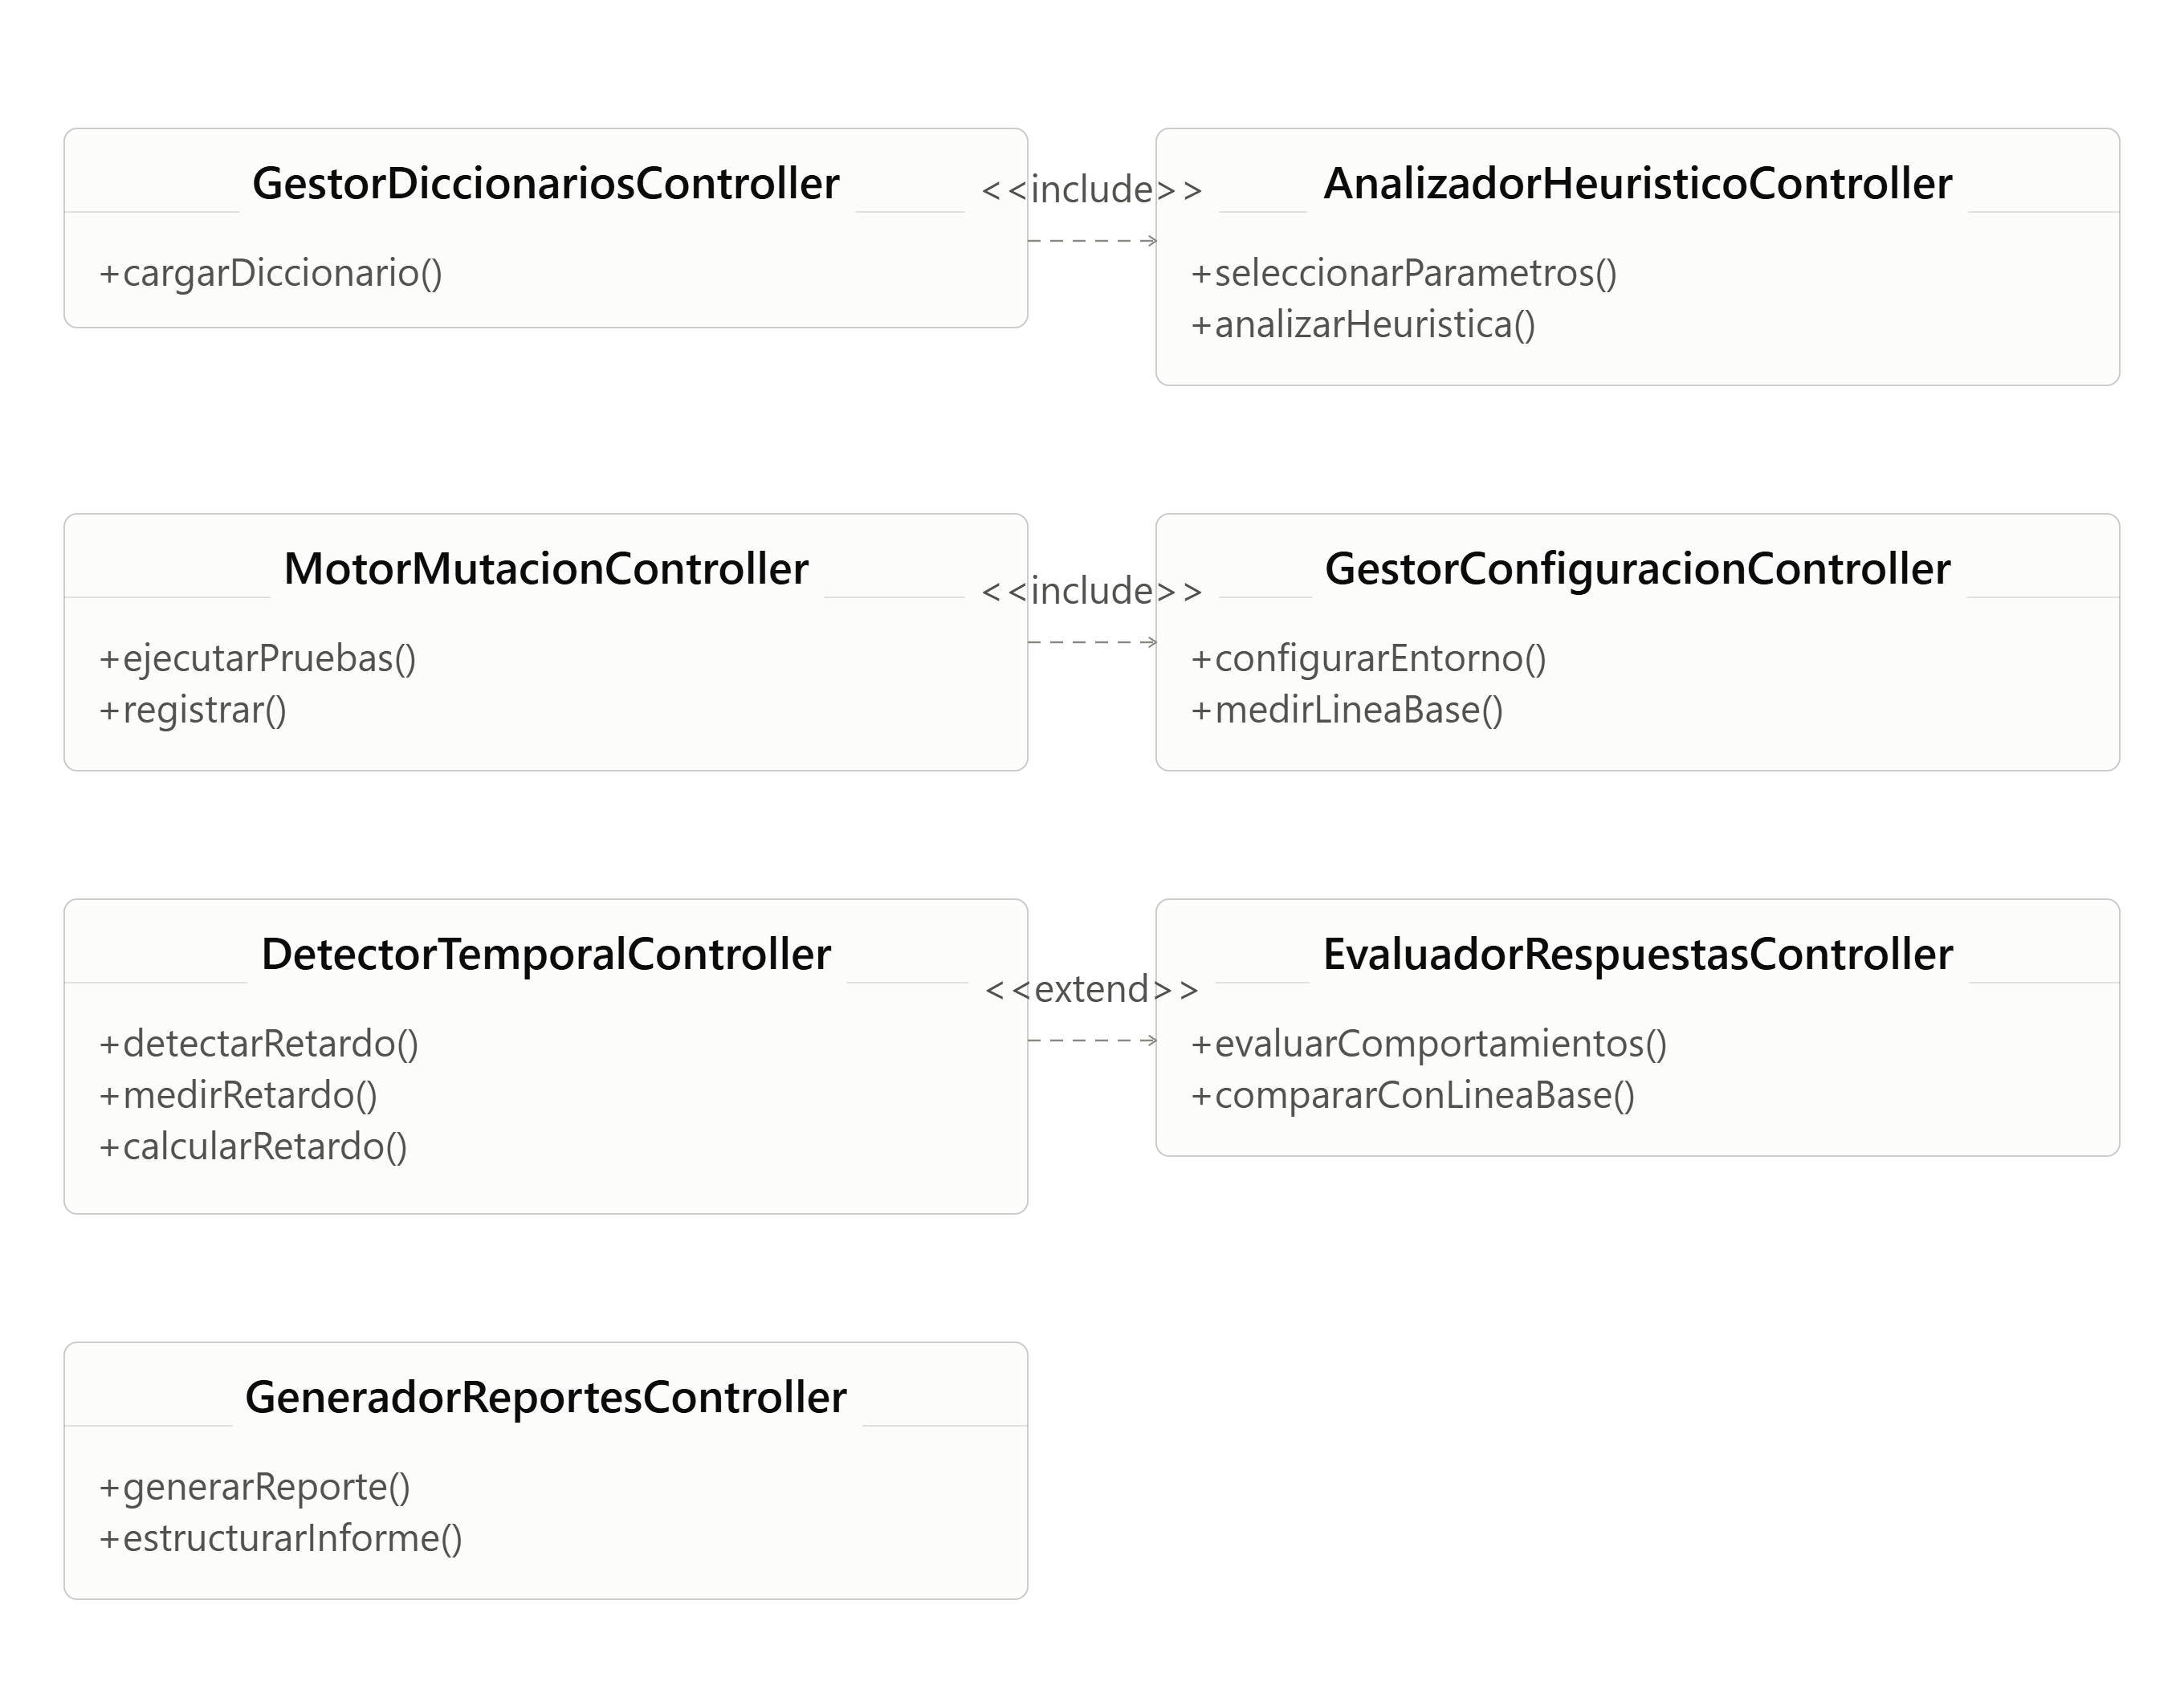 GestorDiccionariosController
+cargarDiccionario()
<<include>>
AnalizadorHeuristicoController
+seleccionarParametros()
+analizarHeuristica()
MotorMutacionController
+ejecutarPruebas()
+registrar()
<<include>>
GestorConfiguracionController
+configurarEntorno()
+medirLineaBase()
DetectorTemporalController
+detectarRetardo()
+medirRetardo()
+calcularRetardo()
<<extend>>
EvaluadorRespuestasController
+evaluarComportamientos()
+compararConLineaBase()
GeneradorReportesController
+generarReporte()
+estructurarInforme()